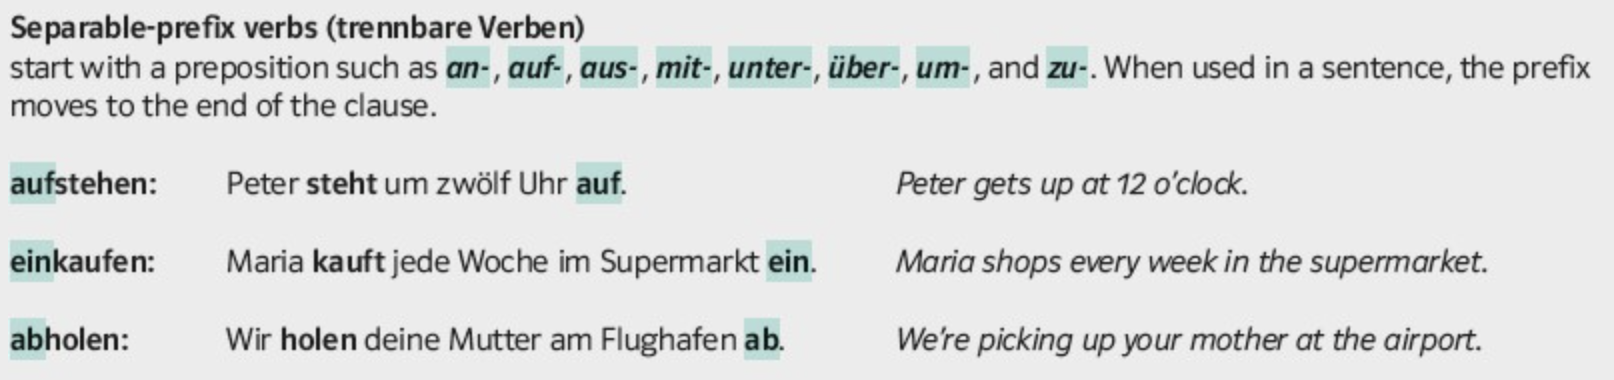 Separable-prefix verbs (trennbare Verben)
start with a preposition such as an-, auf-, aus-, mit-, unter-, über-, um-, and zu-. When used in a sentence, the prefix
moves to the end of the clause.
aufstehen: Peter steht um zwölf Uhr auf. Peter gets up at 12 o'clock.
einkaufen: Maria kauft jede Woche im Supermarkt ein. Maria shops every week in the supermarket.
abholen: Wir holen deine Mutter am Flughafen ab. We're picking up your mother at the airport.